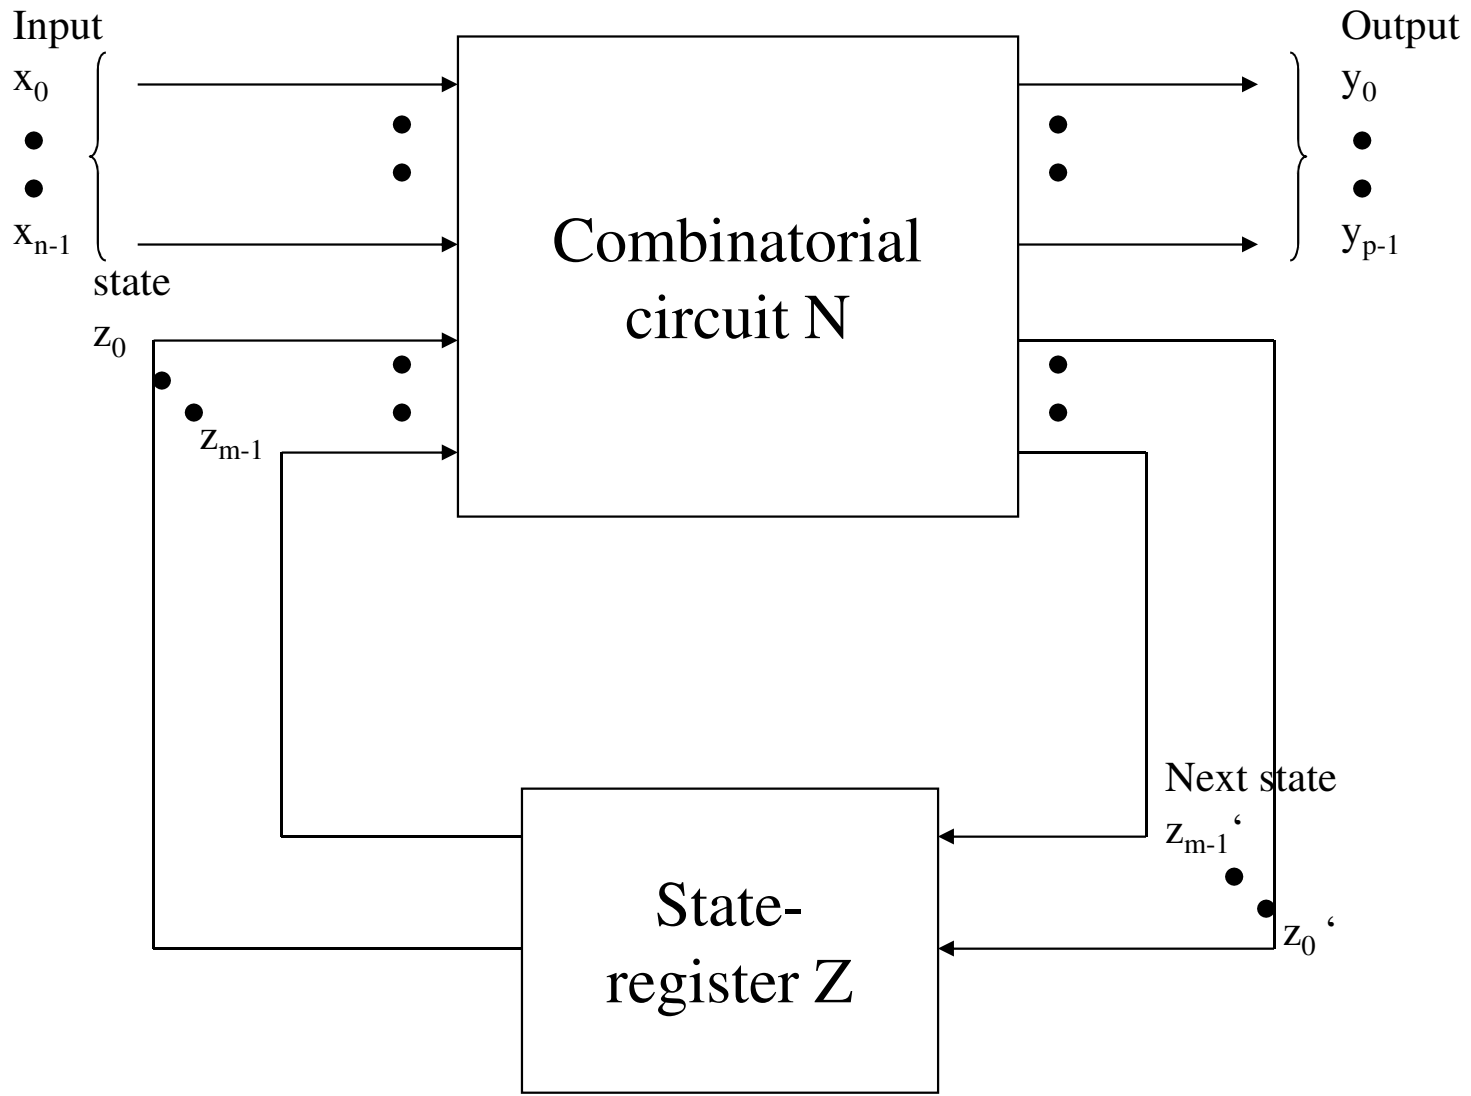 Input
x0
xn-1
Output
y0
yp-1
state
z0
zm-1
Combinatorial
circuit N
Next state
zm-1‘
z0 ‘
State-
register Z